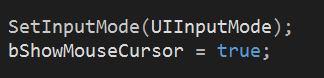 SetInputMode(UIInputMode);
bShowMouseCursor = true;